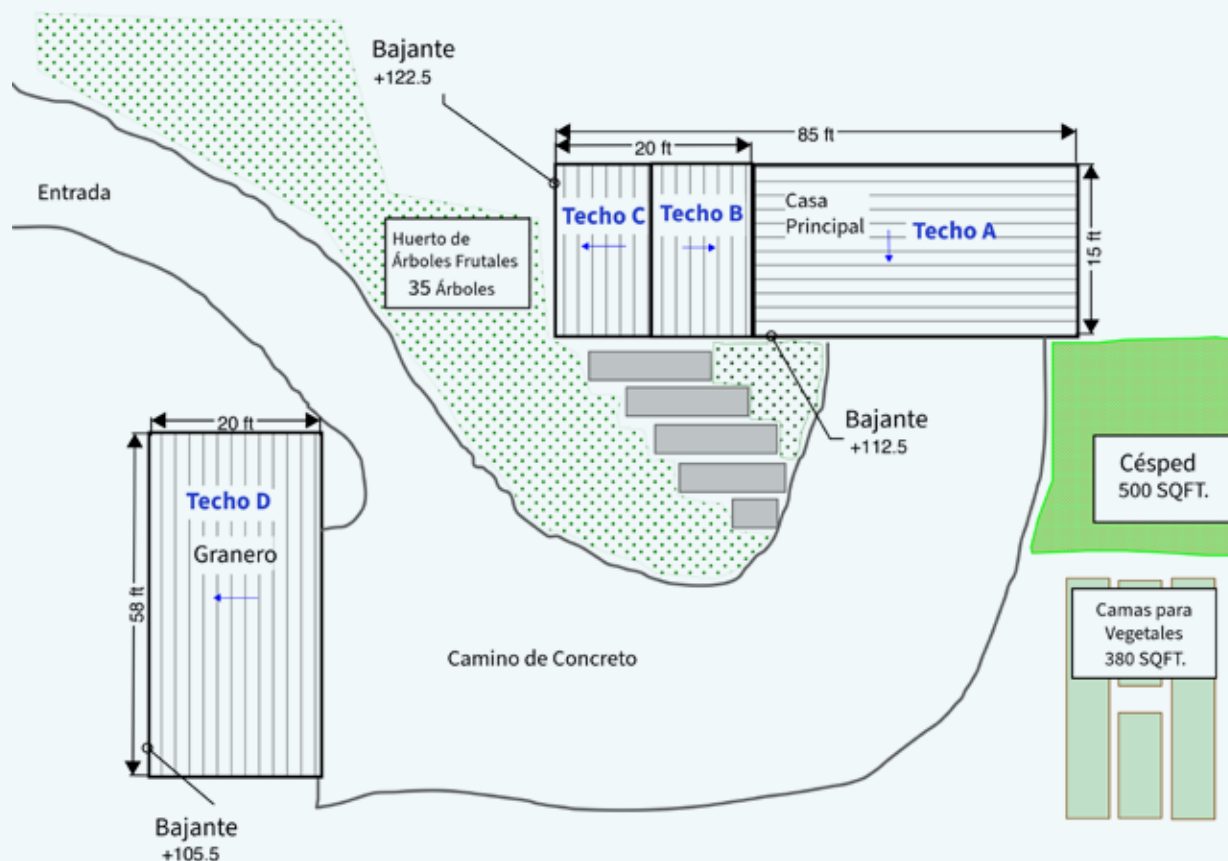 Bajante
+122.5
85 ft
20 ft
Entrada
Techo C
Techo B
Casa
Principal
Techo A
15 ft
Huerto de
Árboles Frutales
35 Árboles
Bajante
+112.5
20 ft
Césped
500 SQFT.
Techo D
Granero
58 ft
Camas para
Vegetales
380 SQFT.
Camino de Concreto
Bajante
+105.5